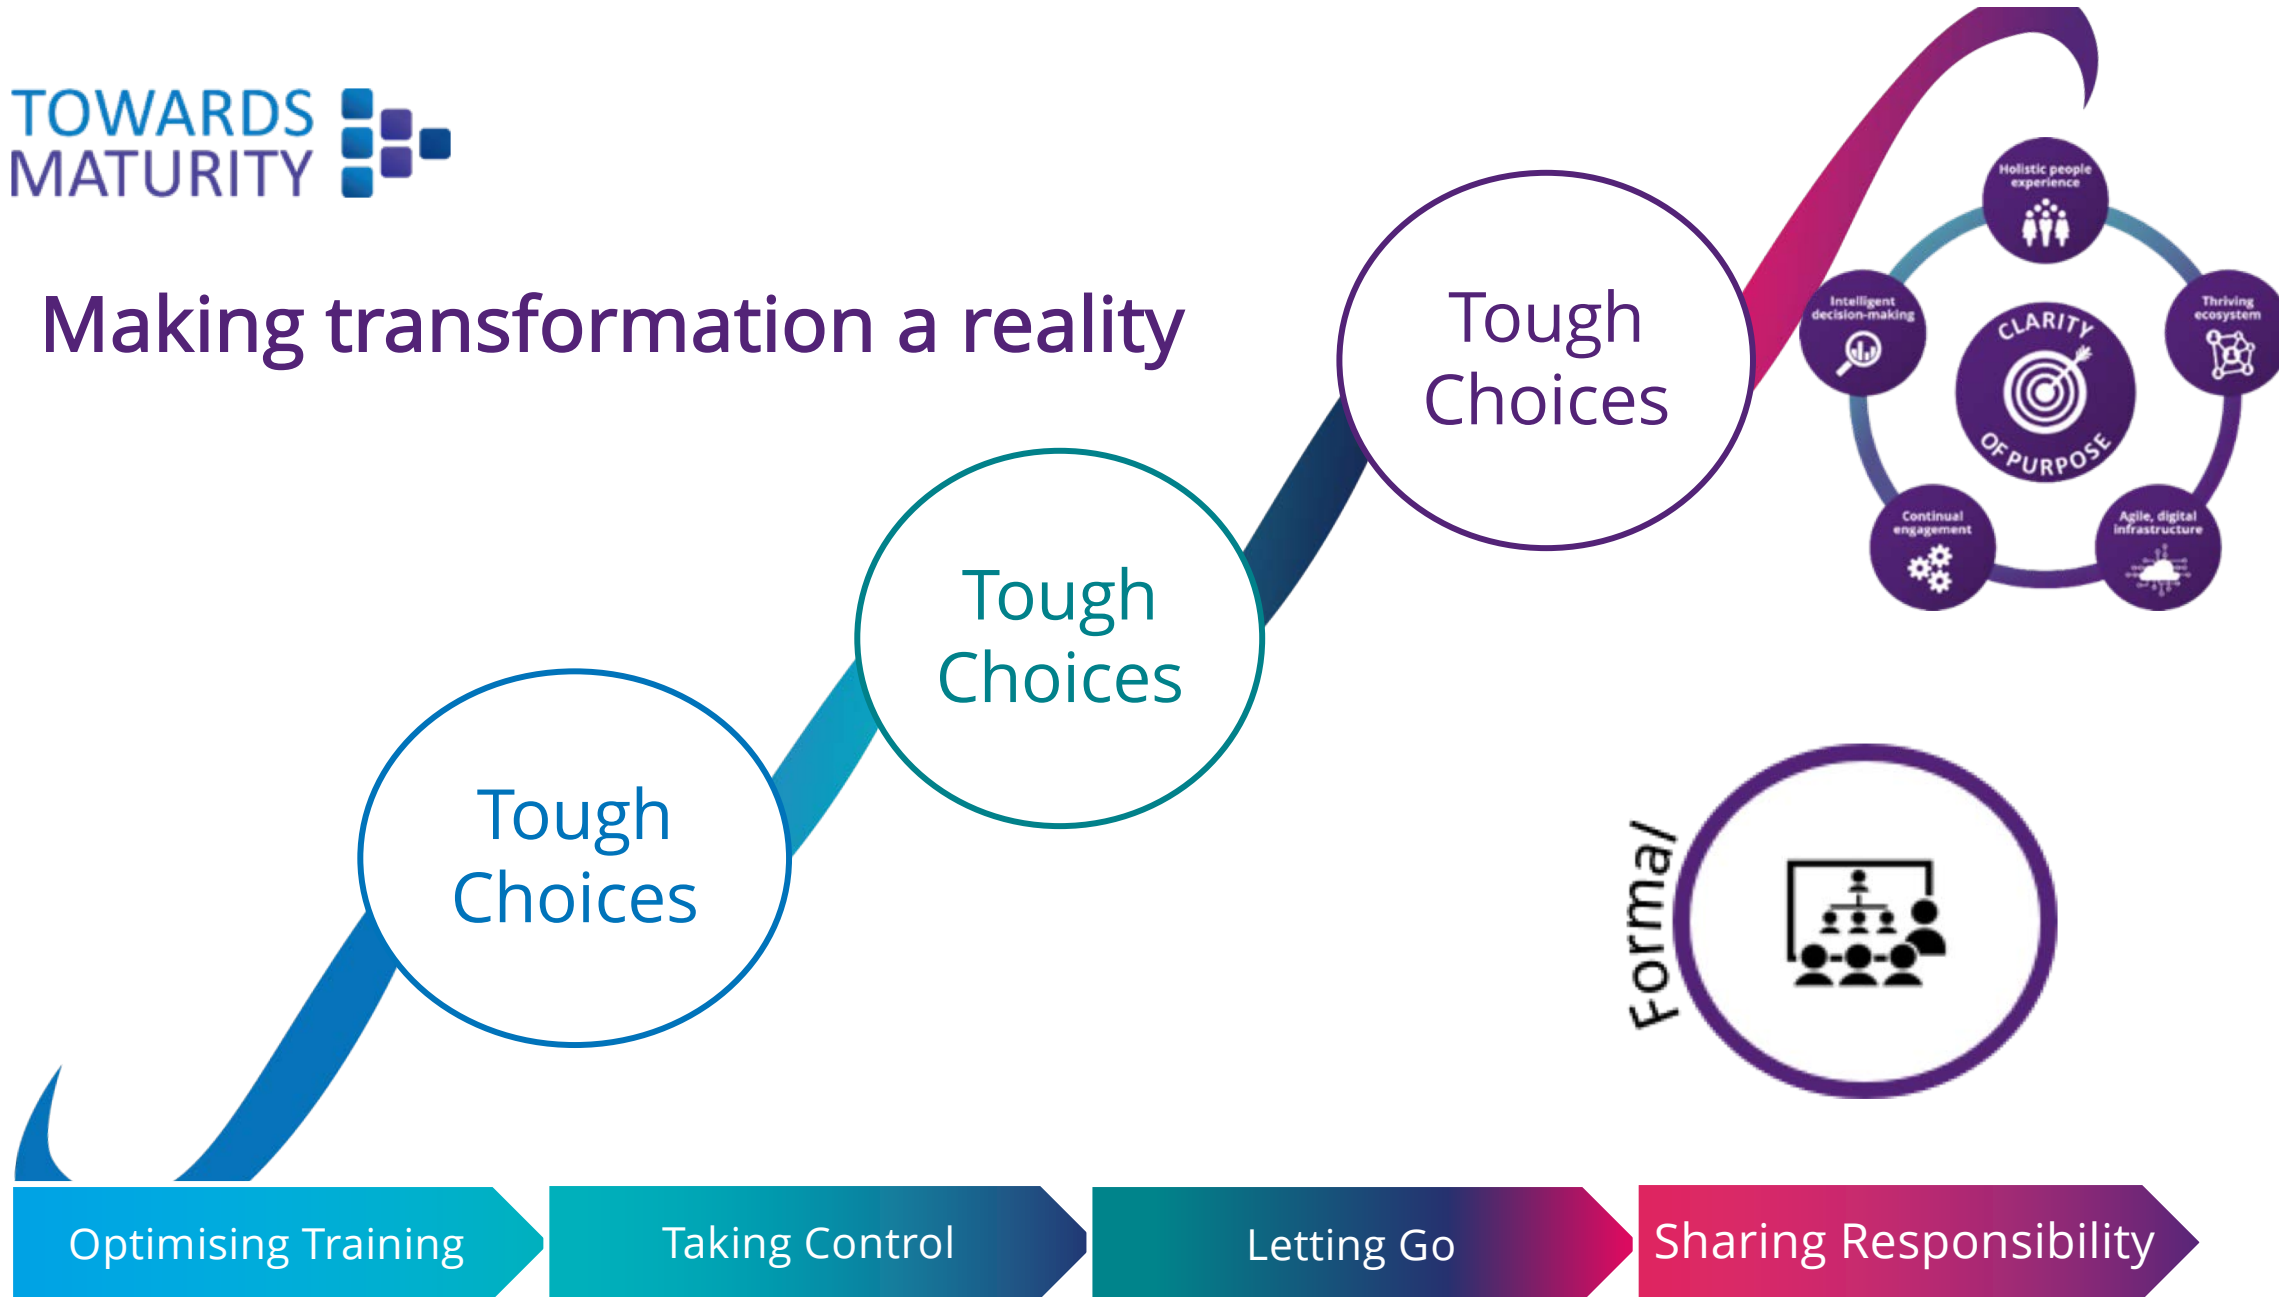 TOWARDS
MATURITY
Making transformation a reality
Tough
Choices
Tough
Choices
Tough
Choices
Holistic people
experience
Intelligent
decision-making
Thriving
ecosystem
CLARITY
OF PURPOSE
Continual
engagement
Agile, digital
infrastructure
Formal
Optimising Training
Taking Control
Letting Go
Sharing Responsibility